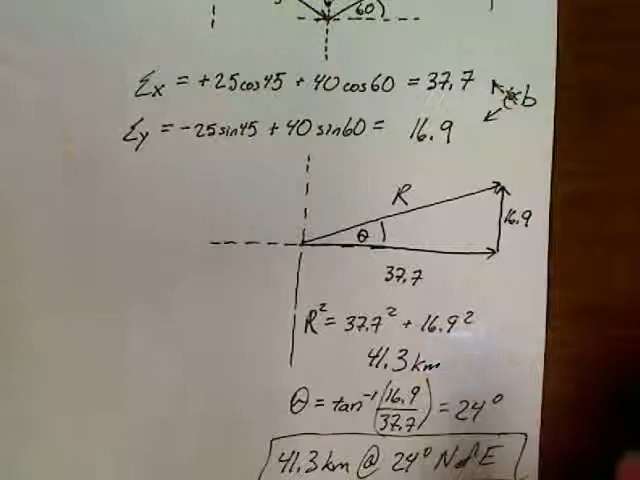 60
Σx = +25cos45 + 40cos60 = 37.7
Σy = -25sin45 + 40sin60 = 16.9
R
16.9
θ
37.7
R² = 37.7² + 16.9²
41.3 km
θ = tan⁻¹(16.9/37.7) = 24°
41.3 km @ 24° N of E